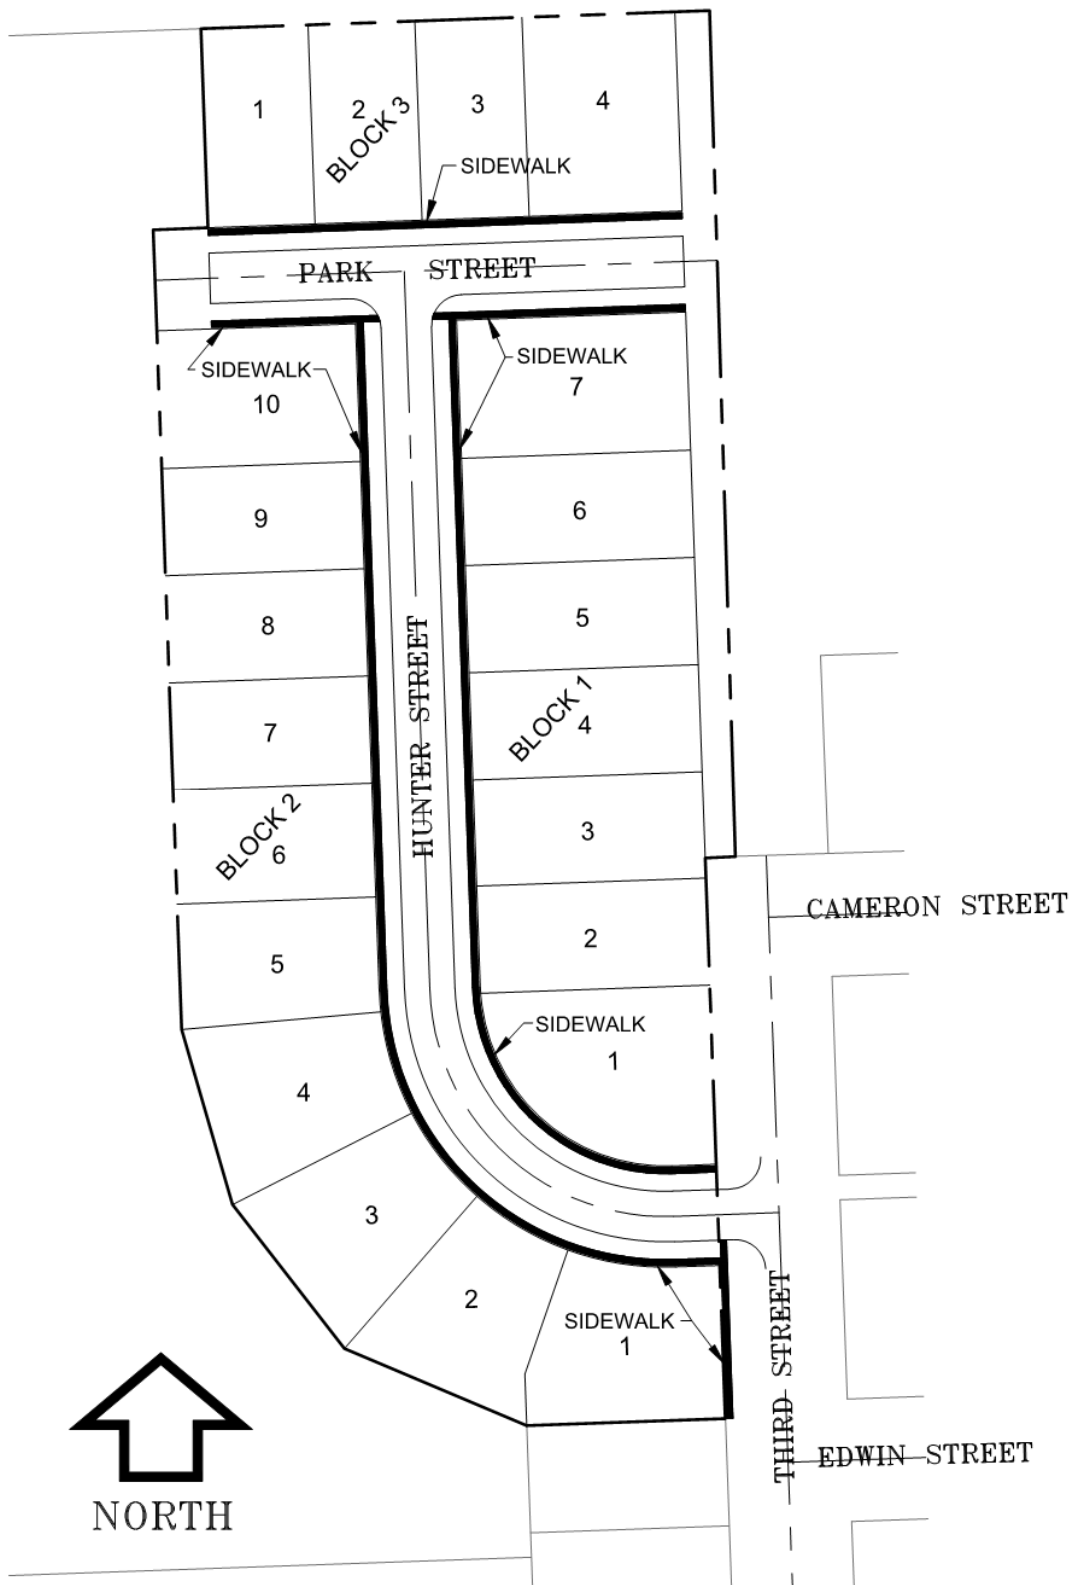 1
2
3
4
BLOCK 3
SIDEWALK
PARK STREET
SIDEWALK
SIDEWALK
7
10
9
6
8
5
HUNTER STREET
7
BLOCK 1
4
BLOCK 2
6
3
CAMERON STREET
2
5
SIDEWALK
1
4
3
2
SIDEWALK
1
THIRD STREET
EDWIN STREET
NORTH